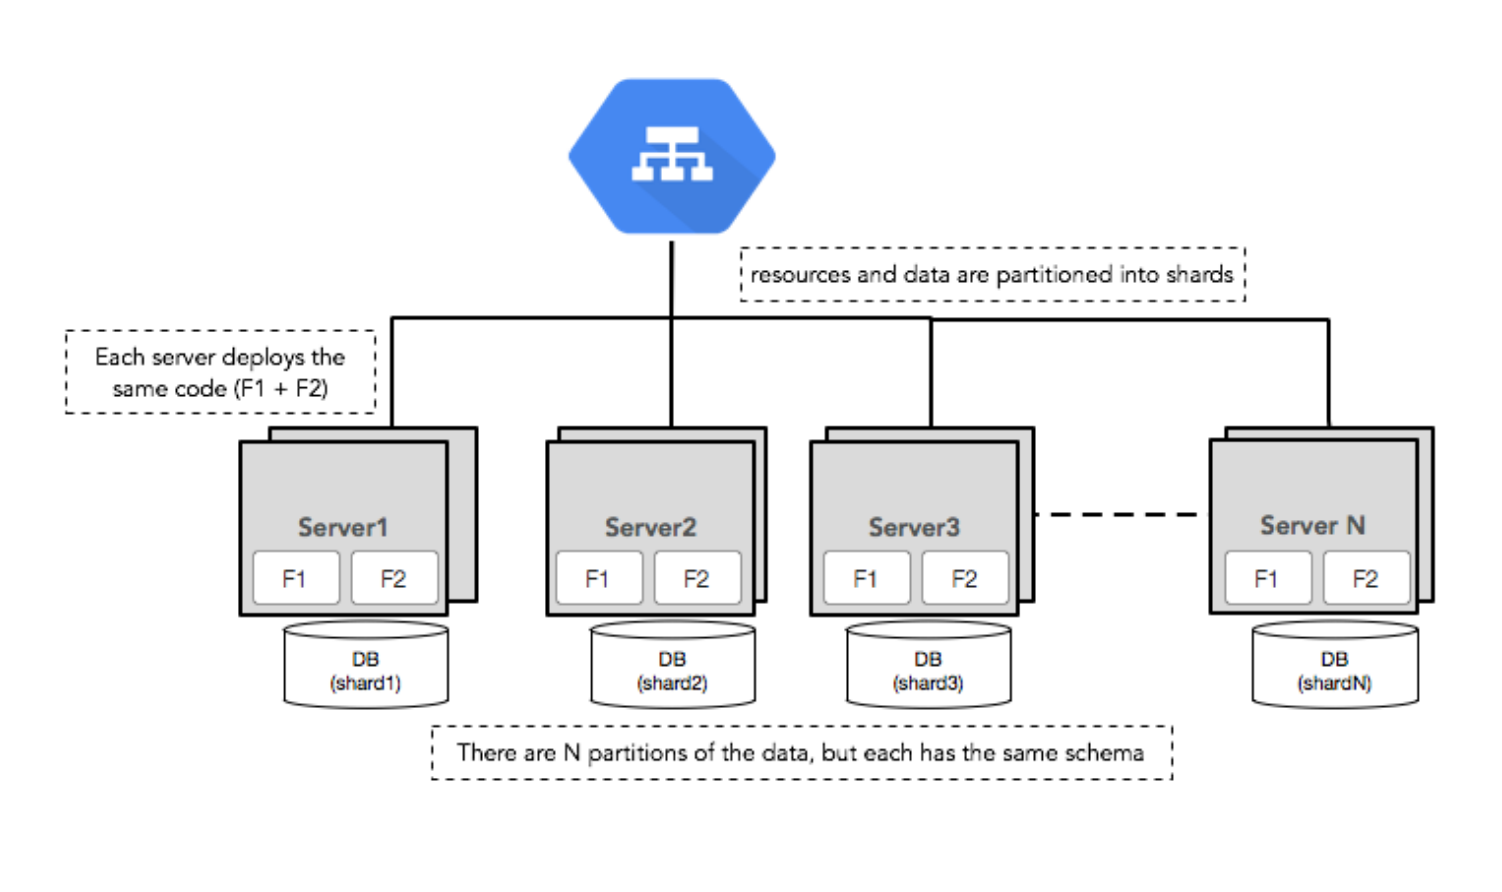 resources and data are partitioned into shards
Each server deploys the
same code (F1 + F2)
Server1
F1 F2
DB
(shard1)
Server2
F1 F2
DB
(shard2)
Server3
F1 F2
DB
(shard3)
Server N
F1 F2
DB
(shardN)
There are N partitions of the data, but each has the same schema